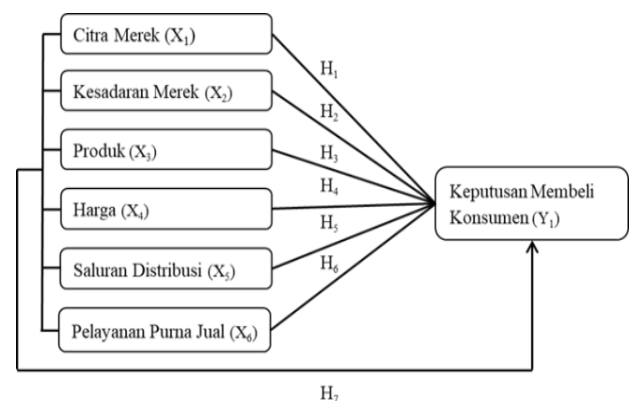 Citra Merek (X₁)
H₁
Kesadaran Merek (X₂)
H₂
Produk (X₃)
H₃
H₄
Harga (X₄)
Keputusan Membeli
Konsumen (Y₁)
H₅
Saluran Distribusi (X₅)
H₆
Pelayanan Purna Jual (X₆)
H₇